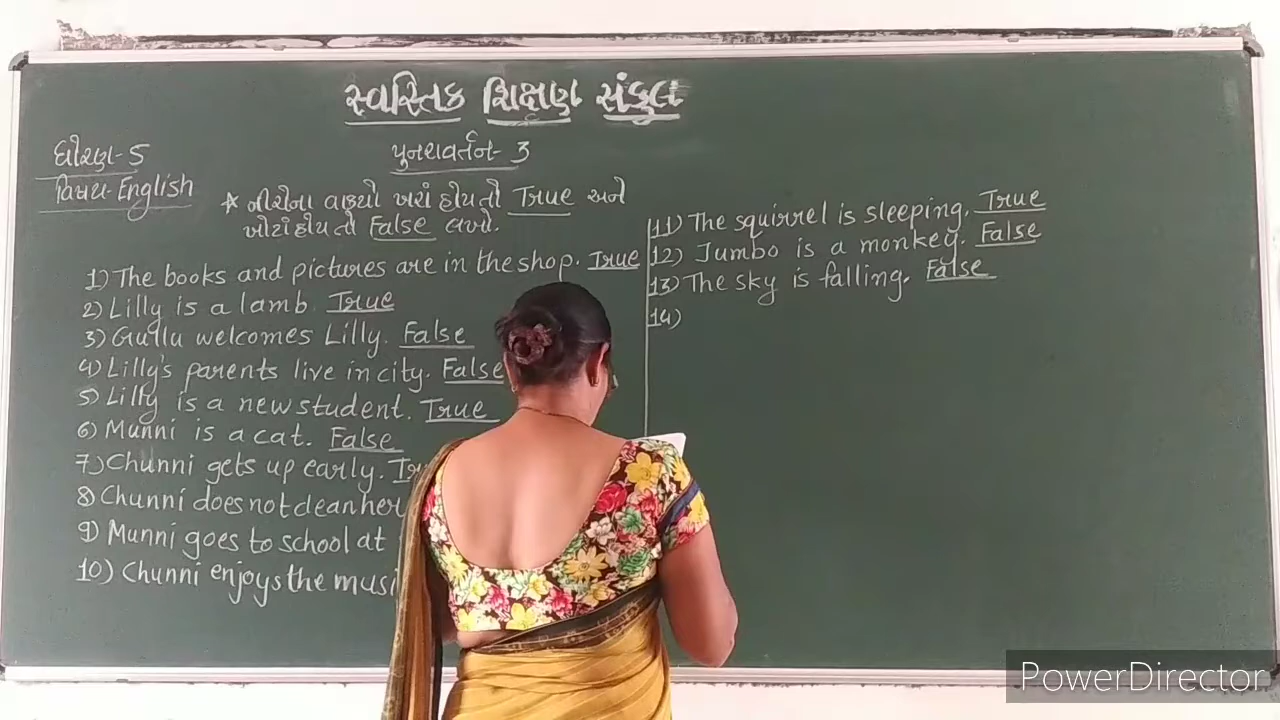 સ્વસ્તિક શિક્ષણ સંકુલ
ધોરણ-5
પુનરાવર્તન-3
વિષય-English
* નીચેના વાક્યો ખરાં હોય તો True અને
ખોટાં હોય તો False લખો.
1) The books and pictures are in the shop. True
2) Lilly is a lamb. True
3) Gullu welcomes Lilly. False
4) Lilly's parents live in city. False
5) Lilly is a new student. True
6) Munni is a cat. False
7) Chunni gets up early.
8) Chunni does not clean her
9) Munni goes to school at
10) Chunni enjoys the
11) The squirrel is sleeping. True
12) Jumbo is a monkey. False
13) The sky is falling. False
14)
PowerDirector